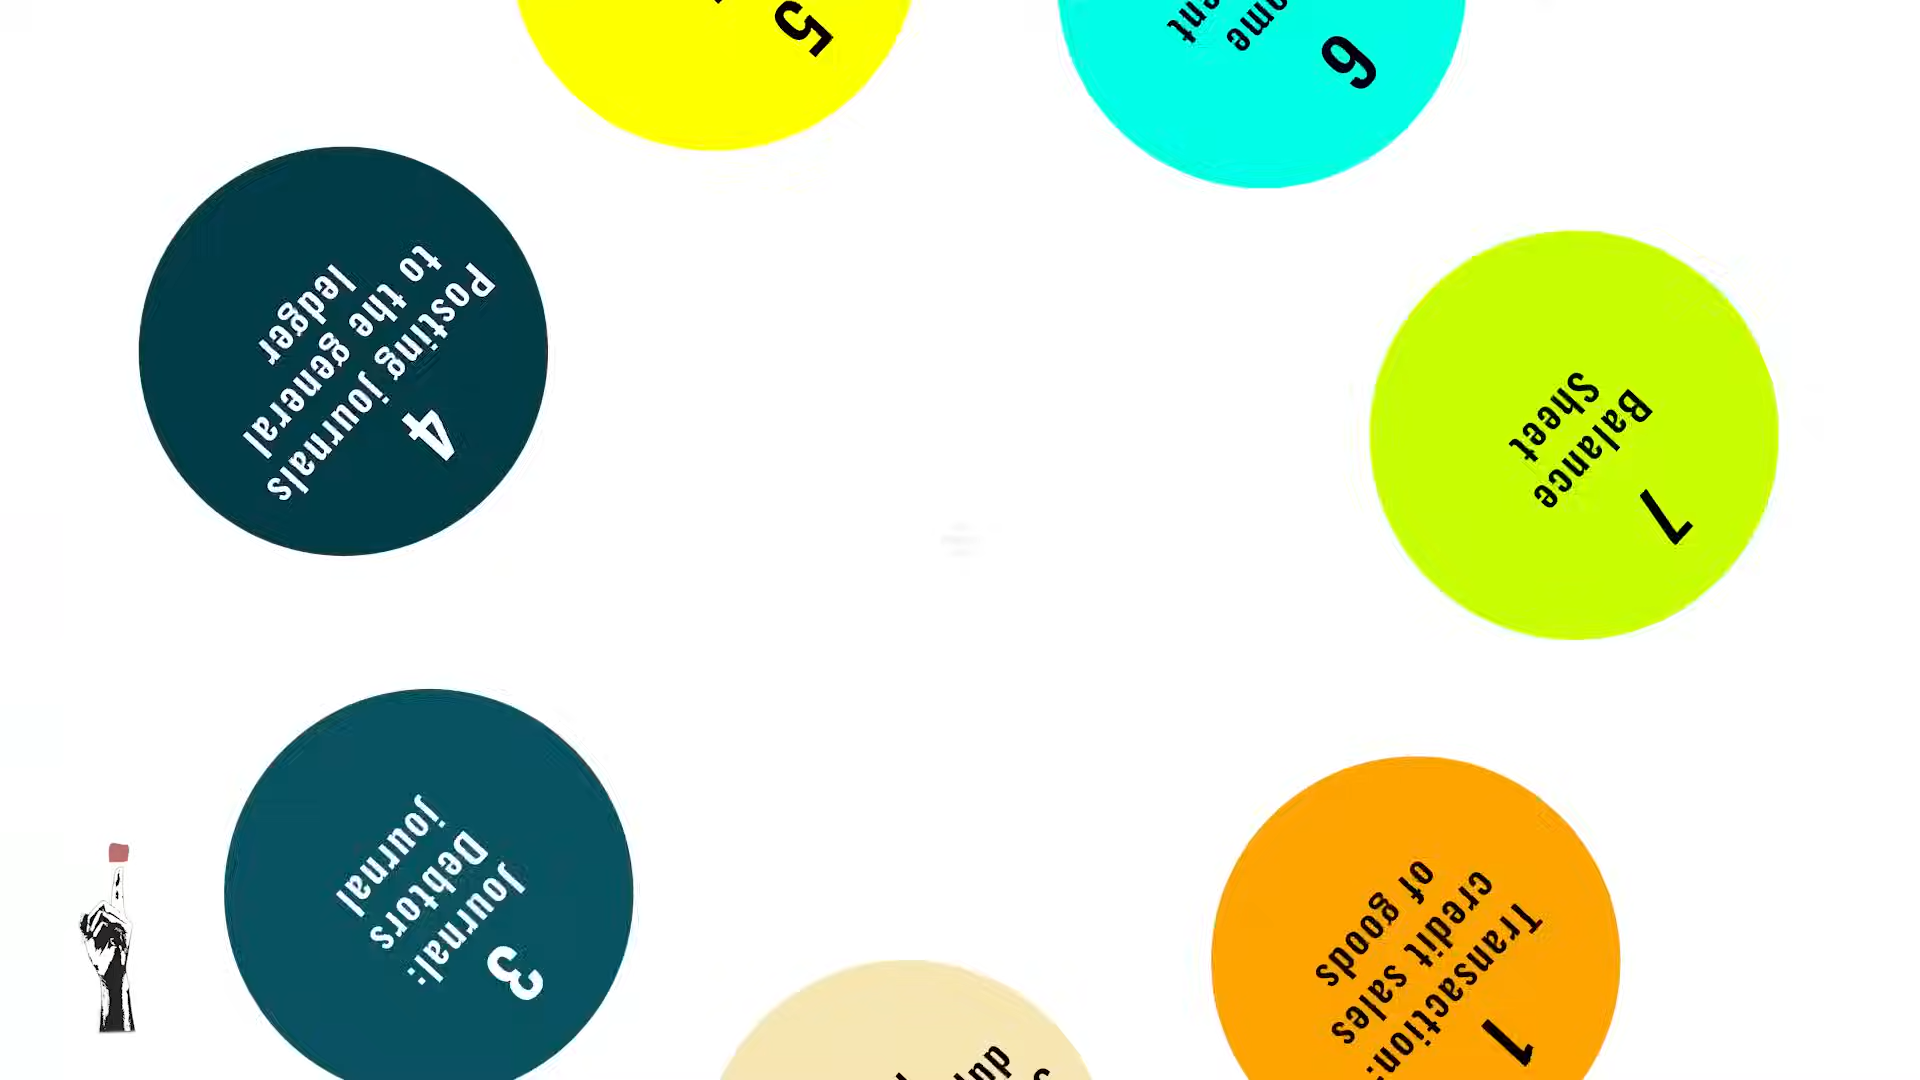 1
Transaction:
credit sales
of goods
3
Journal:
Debtors
journal
4
Posting journals
to the general
ledger
5
6
7
Balance
Sheet